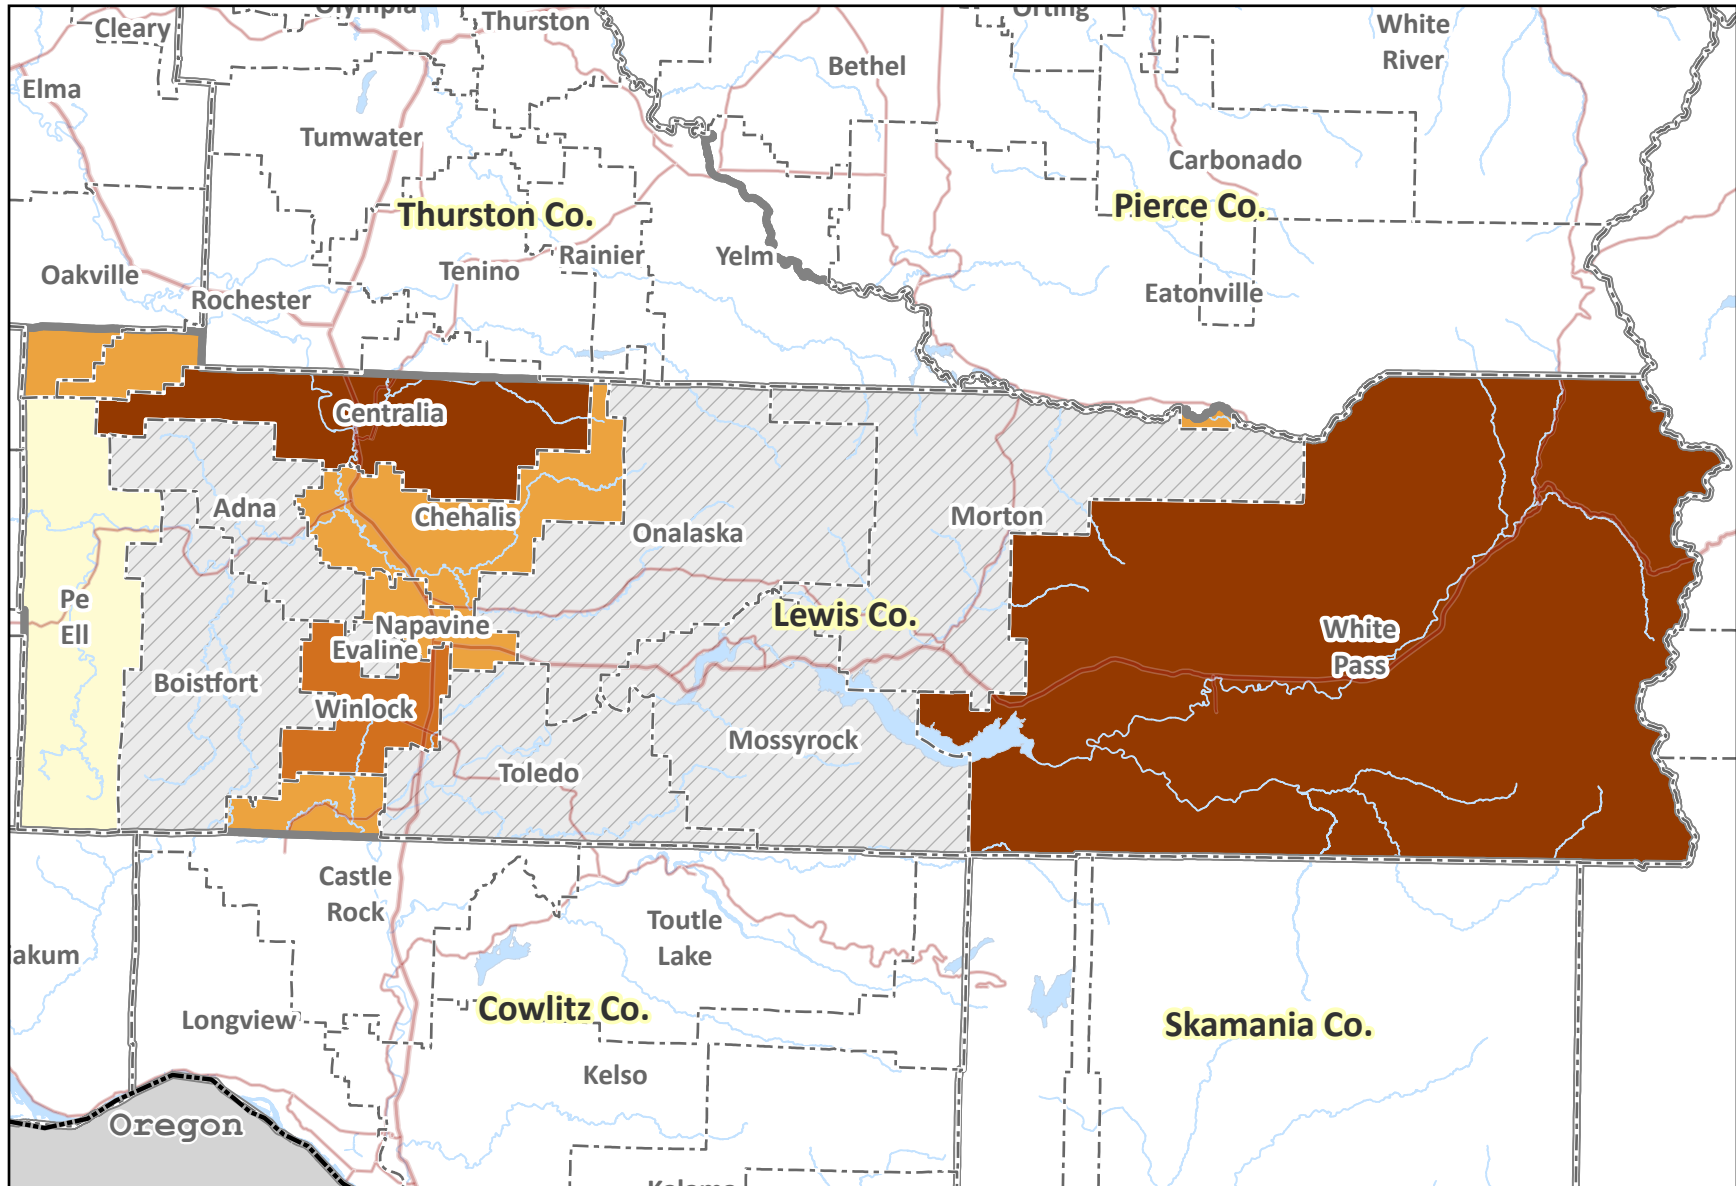 Cleary
Olympia
Thurston
Orting
White
River
Elma
Bethel
Tumwater
Carbonado
Thurston Co.
Pierce Co.
Oakville
Tenino
Rainier
Yelm
Rochester
Eatonville
Centralia
Adna
Chehalis
Onalaska
Morton
Pe
Ell
Napavine
Evaline
Lewis Co.
White
Pass
Boistfort
Winlock
Mossyrock
Toledo
Castle
Rock
Toutle
Lake
akum
Longview
Cowlitz Co.
Skamania Co.
Kelso
Oregon
Kalama